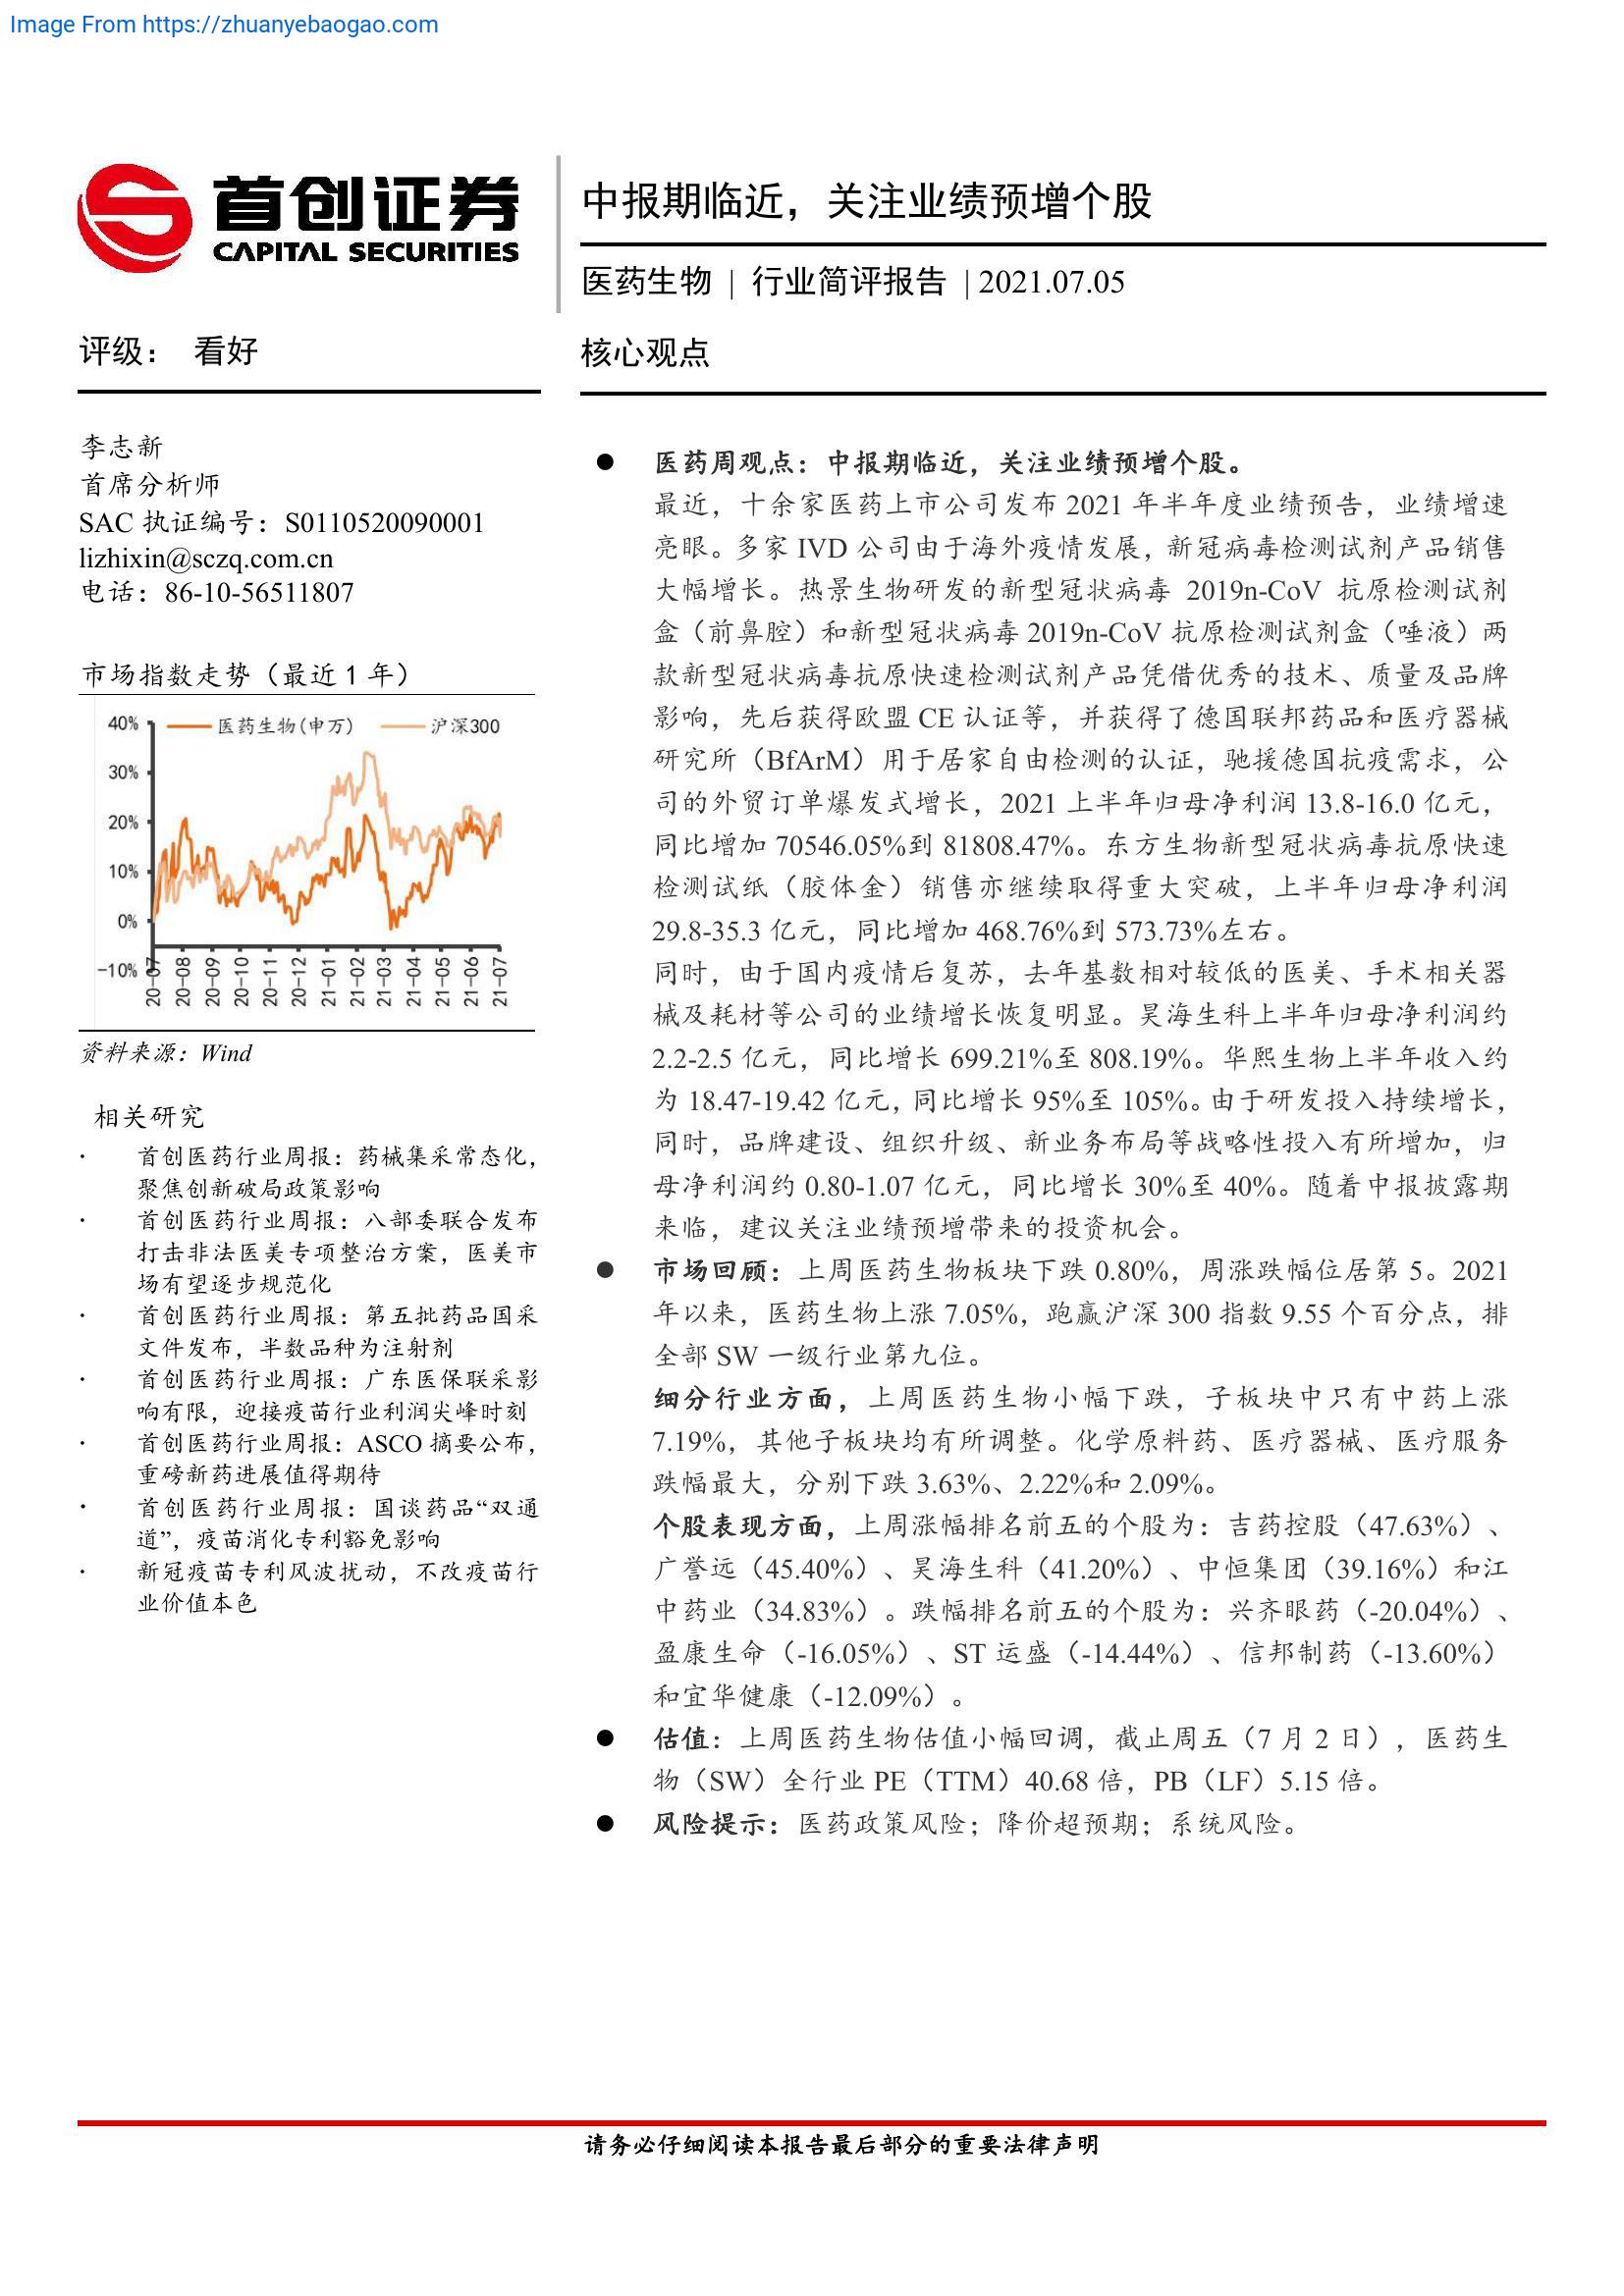 Image From https://zhuanyebaogao.com
首创证券
CAPITAL SECURITIES
中报期临近，关注业绩预增个股
医药生物 | 行业简评报告 | 2021.07.05
评级： 看好
李志新
首席分析师
SAC 执证编号：S0110520090001
lizhixin@sczq.com.cn
电话：86-10-56511807
市场指数走势（最近 1 年）
医药生物(申万) 沪深300
40%
30%
20%
10%
0%
-10%
20-07 20-08 20-09 20-10 20-11 20-12 21-01 21-02 21-03 21-04 21-05 21-06 21-07
资料来源：Wind
相关研究
· 首创医药行业周报：药械集采常态化，
聚焦创新破局政策影响
· 首创医药行业周报：八部委联合发布
打击非法医美专项整治方案，医美市
场有望逐步规范化
· 首创医药行业周报：第五批药品国采
文件发布，半数品种为注射剂
· 首创医药行业周报：广东医保联采影
响有限，迎接疫苗行业利润尖峰时刻
· 首创医药行业周报：ASCO 摘要公布，
重磅新药进展值得期待
· 首创医药行业周报：国谈药品“双通
道”，疫苗消化专利豁免影响
· 新冠疫苗专利风波扰动，不改疫苗行
业价值本色
核心观点
● 医药周观点：中报期临近，关注业绩预增个股。
最近，十余家医药上市公司发布 2021 年半年度业绩预告，业绩增速
亮眼。多家 IVD 公司由于海外疫情发展，新冠病毒检测试剂产品销售
大幅增长。热景生物研发的新型冠状病毒 2019n-CoV 抗原检测试剂
盒（前鼻腔）和新型冠状病毒 2019n-CoV 抗原检测试剂盒（唾液）两
款新型冠状病毒抗原快速检测试剂产品凭借优秀的技术、质量及品牌
影响，先后获得欧盟 CE 认证等，并获得了德国联邦药品和医疗器械
研究所（BfArM）用于居家自由检测的认证，驰援德国抗疫需求，公
司的外贸订单爆发式增长，2021 上半年归母净利润 13.8-16.0 亿元，
同比增加 70546.05%到 81808.47%。东方生物新型冠状病毒抗原快速
检测试纸（胶体金）销售亦继续取得重大突破，上半年归母净利润
29.8-35.3 亿元，同比增加 468.76%到 573.73%左右。
同时，由于国内疫情后复苏，去年基数相对较低的医美、手术相关器
械及耗材等公司的业绩增长恢复明显。昊海生科上半年归母净利润约
2.2-2.5 亿元，同比增长 699.21%至 808.19%。华熙生物上半年收入约
为 18.47-19.42 亿元，同比增长 95%至 105%。由于研发投入持续增长，
同时，品牌建设、组织升级、新业务布局等战略性投入有所增加，归
母净利润约 0.80-1.07 亿元，同比增长 30%至 40%。随着中报披露期
来临，建议关注业绩预增带来的投资机会。
● 市场回顾：上周医药生物板块下跌 0.80%，周涨跌幅位居第 5。2021
年以来，医药生物上涨 7.05%，跑赢沪深 300 指数 9.55 个百分点，排
全部 SW 一级行业第九位。
细分行业方面，上周医药生物小幅下跌，子板块中只有中药上涨
7.19%，其他子板块均有所调整。化学原料药、医疗器械、医疗服务
跌幅最大，分别下跌 3.63%、2.22%和 2.09%。
个股表现方面，上周涨幅排名前五的个股为：吉药控股（47.63%）、
广誉远（45.40%）、昊海生科（41.20%）、中恒集团（39.16%）和江
中药业（34.83%）。跌幅排名前五的个股为：兴齐眼药（-20.04%）、
盈康生命（-16.05%）、ST 运盛（-14.44%）、信邦制药（-13.60%）
和宜华健康（-12.09%）。
● 估值：上周医药生物估值小幅回调，截止周五（7 月 2 日），医药生
物（SW）全行业 PE（TTM）40.68 倍，PB（LF）5.15 倍。
● 风险提示：医药政策风险；降价超预期；系统风险。
请务必仔细阅读本报告最后部分的重要法律声明